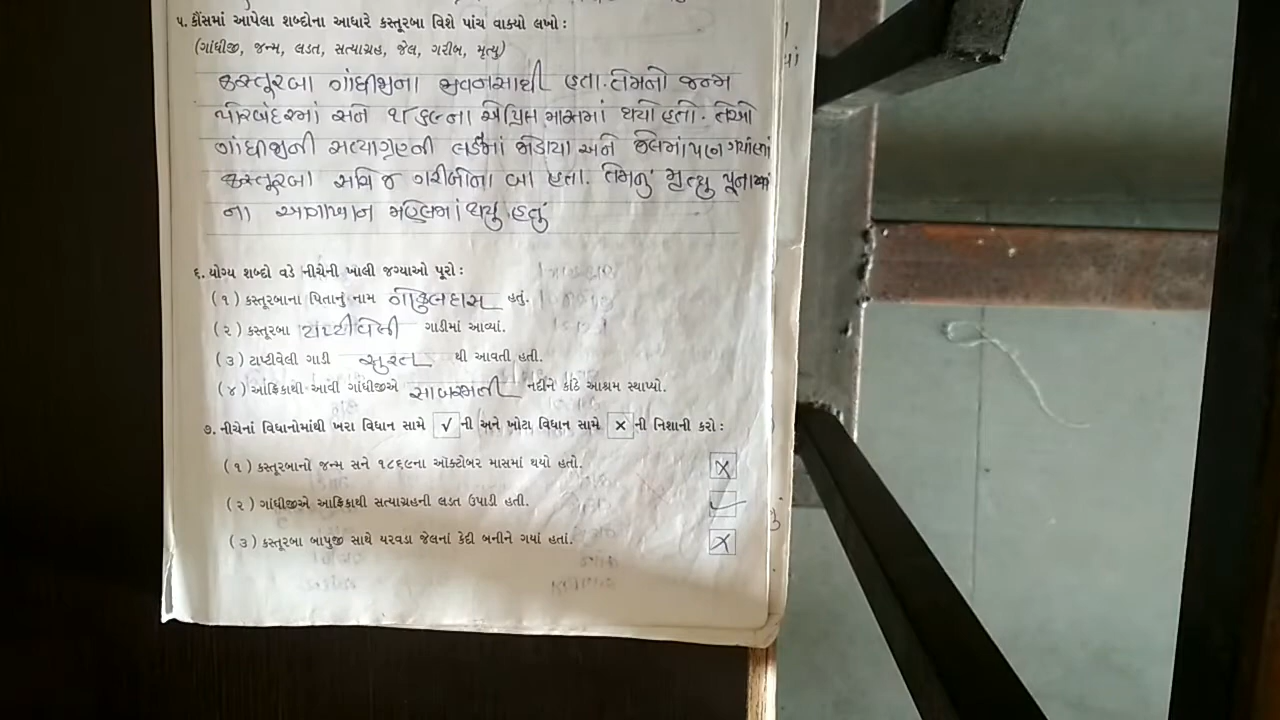 ૫. કૌંસમાં આપેલા શબ્દોના આધારે કસ્તૂરબા વિશે પાંચ વાક્યો લખો :
(ગાંધીજી, જન્મ, લડત, સત્યાગ્રહ, જેલ, ગરીબ, મૃત્યુ)
કસ્તૂરબા ગાંધીજીના જીવનસાથી હતા. તેમનો જન્મ
પોરબંદરમાં સને ૧૮૬૯ના એપ્રિલ માસમાં થયો હતો. તેઓ
ગાંધીજીની સત્યાગ્રહની લડતમાં જોડાયા અને જેલમાં પણ ગયાં
કસ્તૂરબા ગરીબોના બા હતા. તેમનું મૃત્યુ પૂના
ના આગાખાન મહેલમાં થયું હતું
૬. યોગ્ય શબ્દો વડે નીચેની ખાલી જગ્યાઓ પૂરો :
(૧) કસ્તૂરબાના પિતાનું નામ ગોકુલદાસ હતું.
(૨) કસ્તૂરબા ટાપ્ટીવેલી ગાડીમાં આવ્યાં.
(૩) ટાપ્ટીવેલી ગાડી સુરત થી આવતી હતી.
(૪) આફ્રિકાથી આવી ગાંધીજીએ સાબરમતી નદીને કાંઠે આશ્રમ સ્થાપ્યો.
૭. નીચેનાં વિધાનોમાંથી ખરા વિધાન સામે ✓ ની અને ખોટા વિધાન સામે × ની નિશાની કરો :
(૧) કસ્તૂરબાનો જન્મ સને ૧૮૬૯ના ઑક્ટોબર માસમાં થયો હતો. ×
(૨) ગાંધીજીએ આફ્રિકાથી સત્યાગ્રહની લડત ઉપાડી હતી. ✓
(૩) કસ્તૂરબા બાપુજી સાથે યરવડા જેલનાં કેદી બનીને ગયાં હતાં. ×